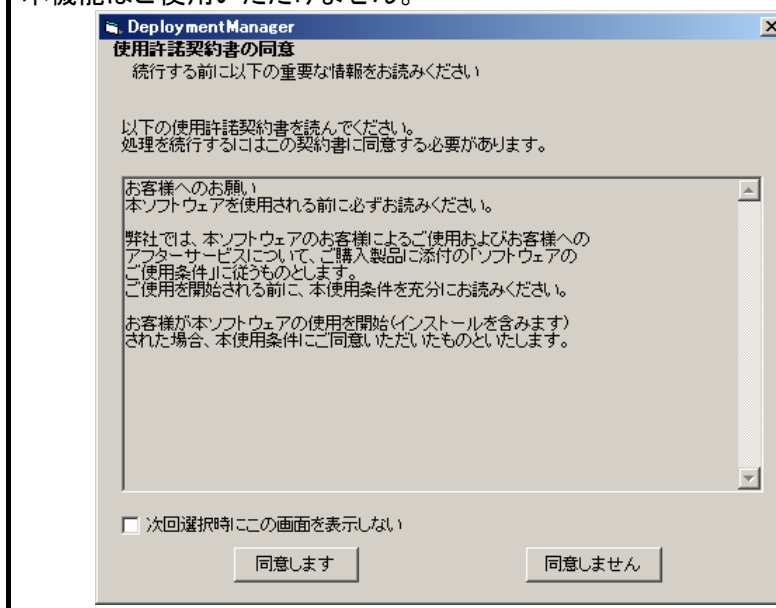 本機能はご使用いただけません。
DeploymentManager
使用許諾契約書の同意
続行する前に以下の重要な情報をお読みください
以下の使用許諾契約書を読んでください。
処理を続行するにはこの契約書に同意する必要があります。
お客様へのお願い
本ソフトウェアを使用される前に必ずお読みください。
弊社では、本ソフトウェアのお客様によるご使用およびお客様への
アフターサービスについて、ご購入製品に添付の「ソフトウェアの
ご使用条件」に従うものとします。
ご使用を開始される前に、本使用条件を充分にお読みください。
お客様が本ソフトウェアの使用を開始(インストールを含みます)
された場合、本使用条件にご同意いただいたものといたします。
次回選択時にこの画面を表示しない
同意します
同意しません